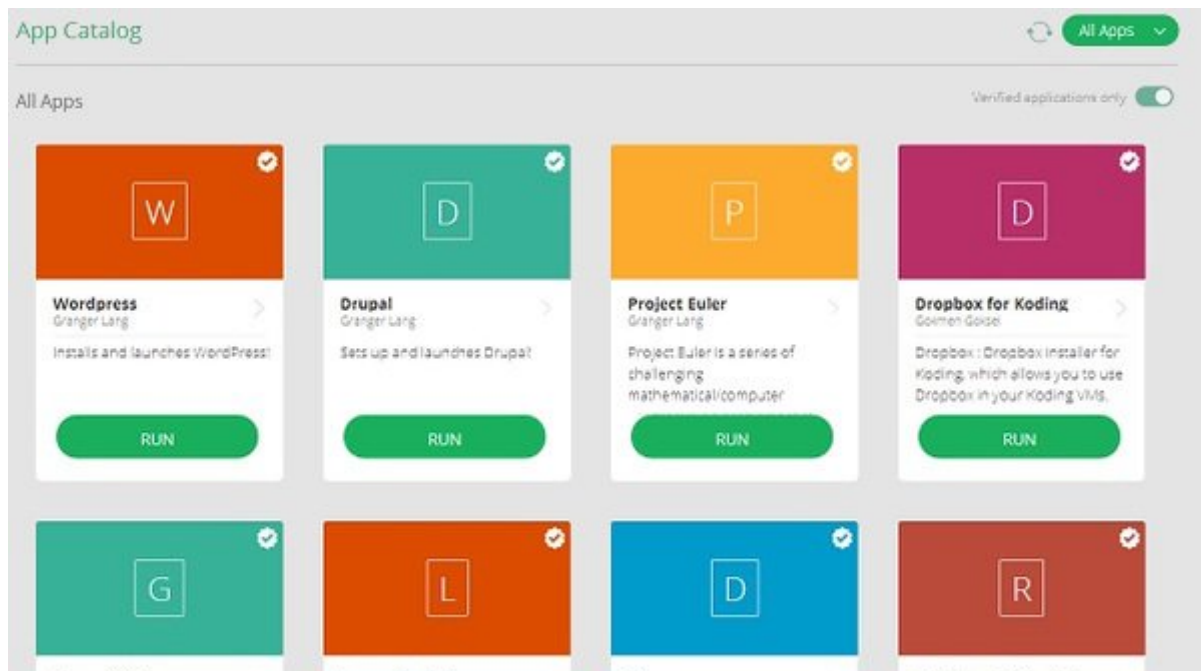 App Catalog
All Apps
All Apps
Verified applications only
W
D
P
D
Wordpress
Granger Lang
Installs and launches WordPress!
RUN
Drupal
Granger Lang
Sets up and launches Drupal!
RUN
Project Euler
Granger Lang
Project Euler is a series of
challenging
mathematical/computer
RUN
Dropbox for Koding
Gokmen Goksel
Dropbox : Dropbox Installer for
Koding, which allows you to use
Dropbox in your Koding VMs.
RUN
G
L
D
R